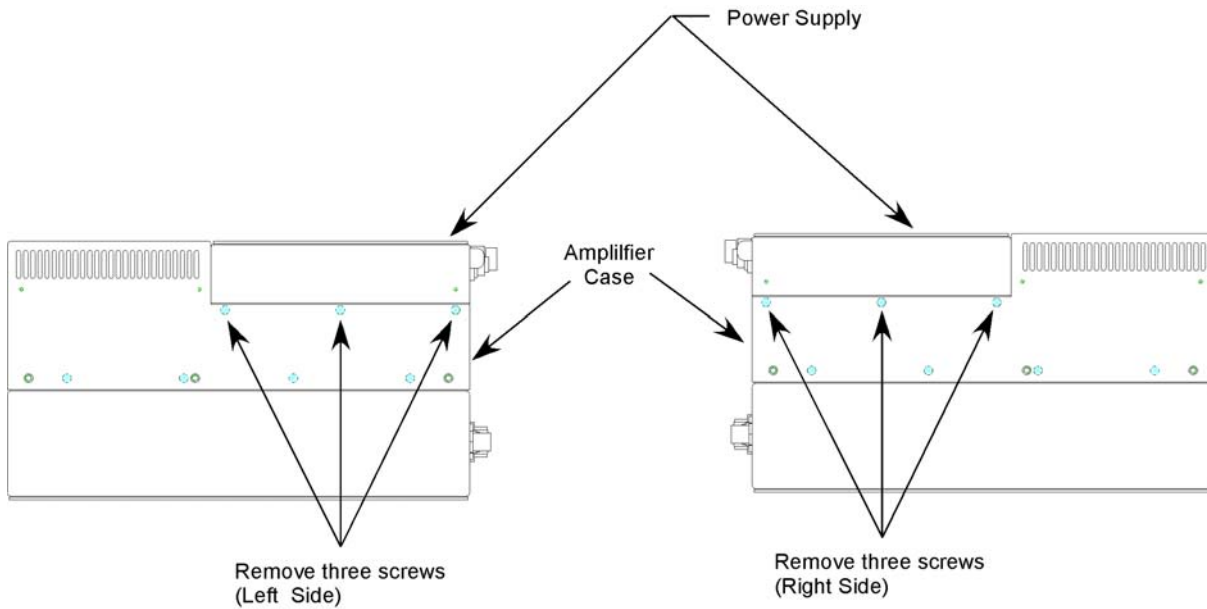 Power Supply
Amplilfier
Case
Remove three screws
(Left Side)
Remove three screws
(Right Side)